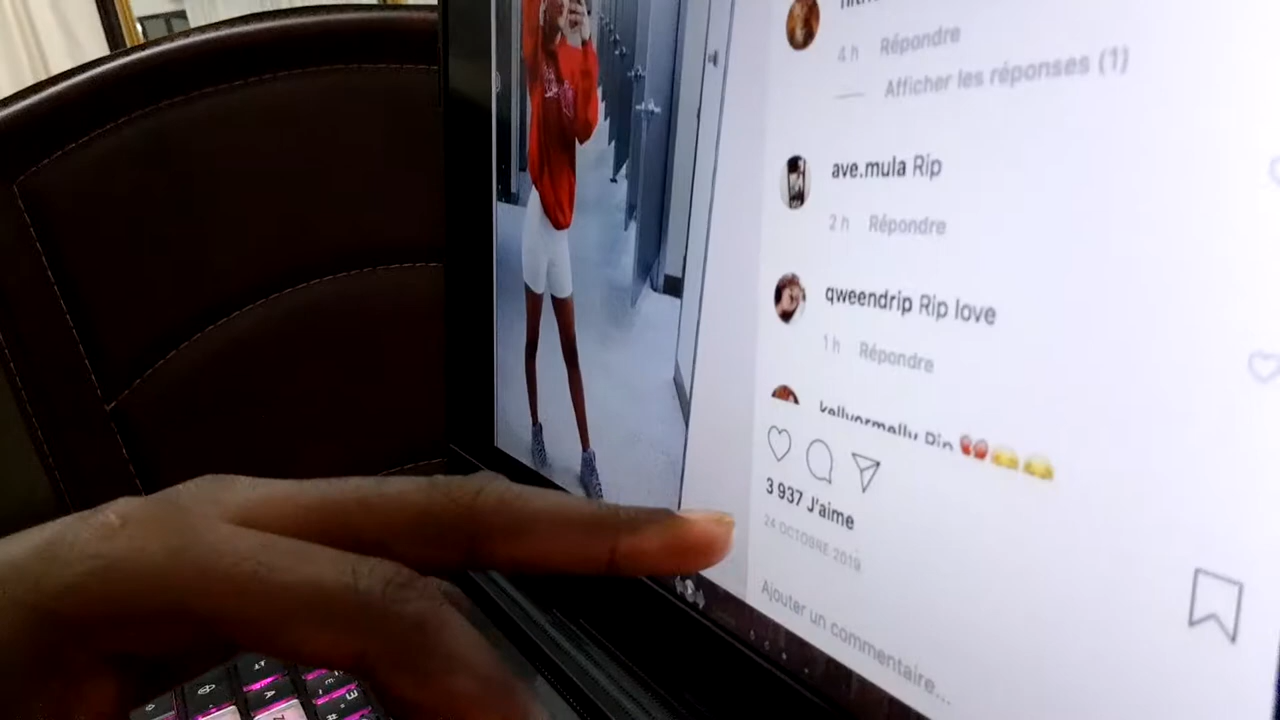 4 h Répondre
Afficher les réponses (1)
ave.mula Rip
2 h Répondre
qweendrip Rip love
1 h Répondre
kellyormelly Rip 💔😂😂
3 937 J'aime
24 OCTOBRE 2019
Ajouter un commentaire...